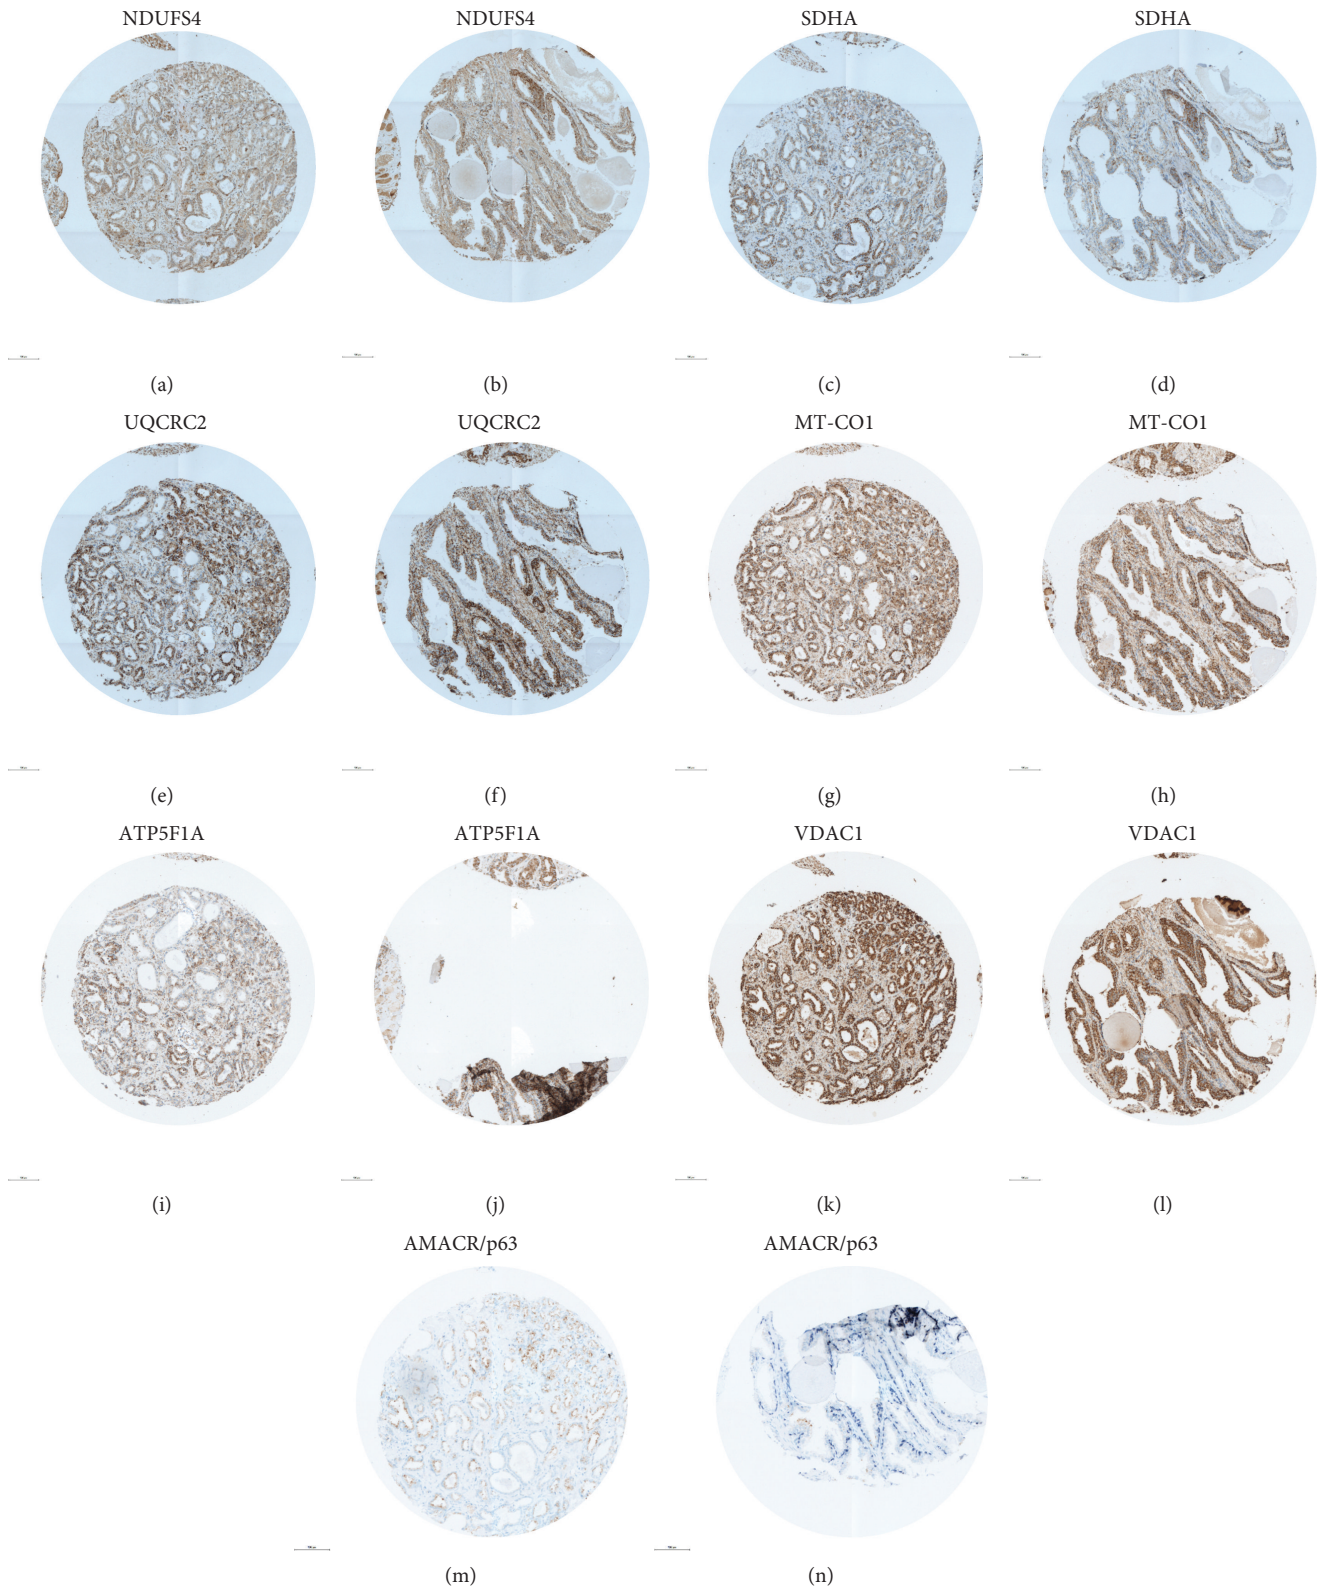 NDUFS4 NDUFS4 SDHA SDHA
(a) (b) (c) (d)
UQCRC2 UQCRC2 MT-CO1 MT-CO1
(e) (f) (g) (h)
ATP5F1A ATP5F1A VDAC1 VDAC1
(i) (j) (k) (l)
AMACR/p63 AMACR/p63
(m) (n)